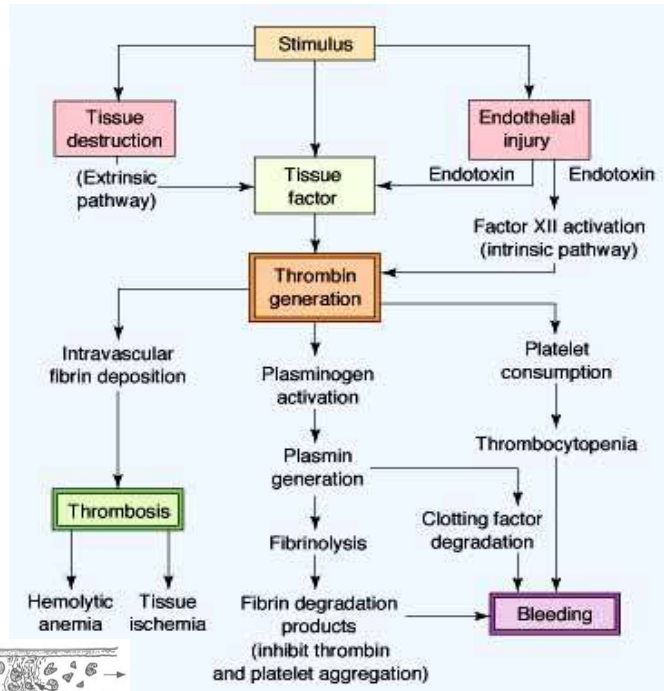 Stimulus
Tissue
destruction
Endothelial
injury
(Extrinsic
pathway)
Tissue
factor
Endotoxin
Endotoxin
Factor XII activation
(intrinsic pathway)
Thrombin
generation
Intravascular
fibrin deposition
Plasminogen
activation
Platelet
consumption
Plasmin
generation
Thrombocytopenia
Thrombosis
Fibrinolysis
Clotting factor
degradation
Hemolytic
anemia
Tissue
ischemia
Fibrin degradation
products
(inhibit thrombin
and platelet aggregation)
Bleeding